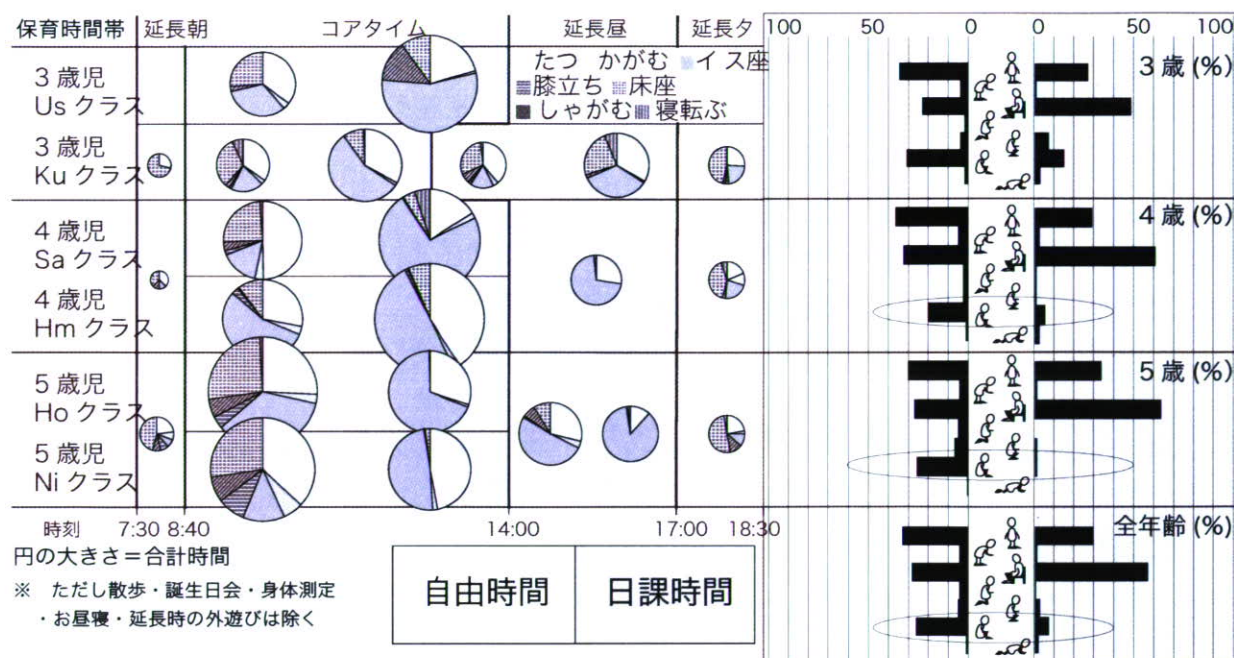 保育時間帯 延長朝 コアタイム 延長昼 延長夕
たつ かがむ イス座
膝立ち 床座
しゃがむ 寝転ぶ
3歳児
Us クラス
3歳児
Ku クラス
4歳児
Sa クラス
4歳児
Hm クラス
5歳児
Ho クラス
5歳児
Ni クラス
時刻 7:30 8:40 14:00 17:00 18:30
円の大きさ=合計時間
※ ただし散歩・誕生日会・身体測定
・お昼寝・延長時の外遊びは除く
自由時間 日課時間
100 50 0 0 50 100
3歳(%)
4歳(%)
5歳(%)
全年齢(%)